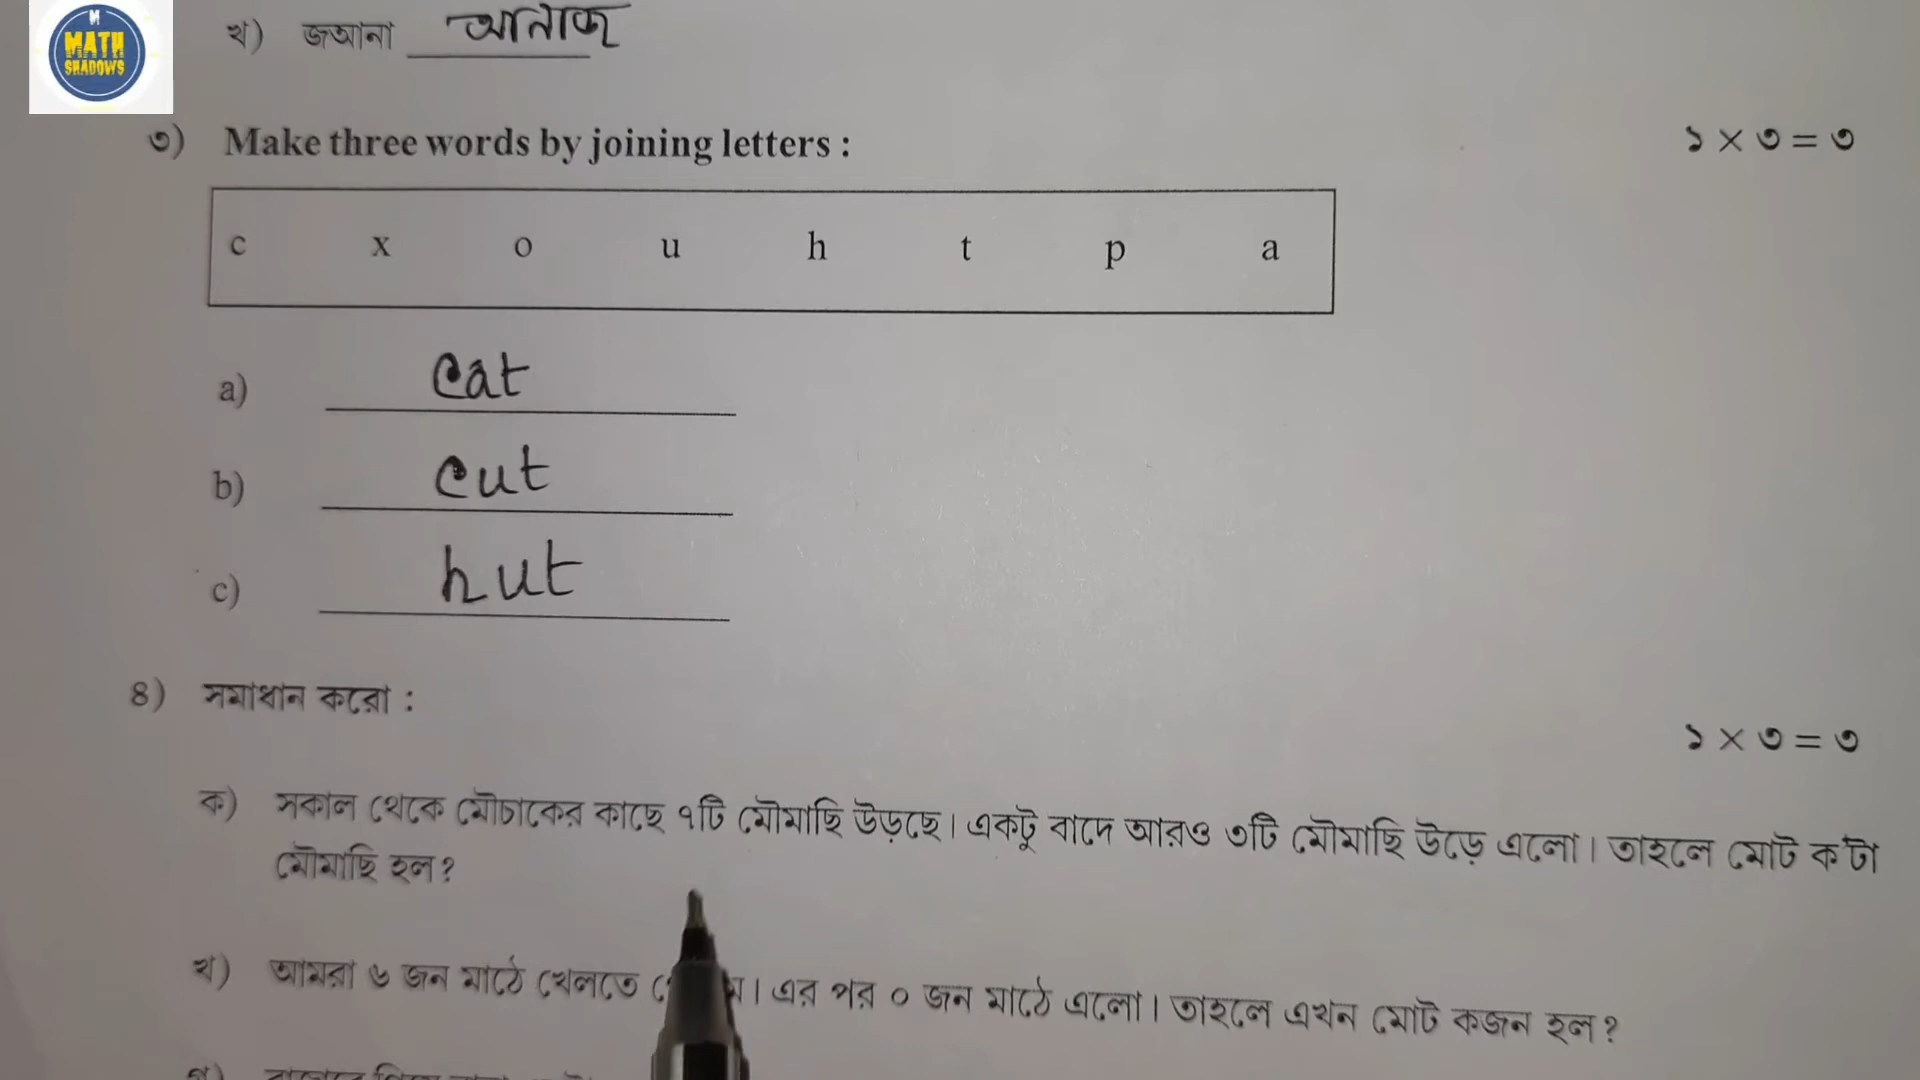 M
MATH
SHADOWS
খ) জআনা আনাজ
৩) Make three words by joining letters : ১ × ৩ = ৩
c x o u h t p a
a) cat
b) cut
c) hut
৪) সমাধান করো :
১ × ৩ = ৩
ক) সকাল থেকে মৌচাকের কাছে ৭টি মৌমাছি উড়ছে। একটু বাদে আরও ৩টি মৌমাছি উড়ে এলো। তাহলে মোট ক'টা
মৌমাছি হল?
খ) আমরা ৬ জন মাঠে খেলতে । এর পর ০ জন মাঠে এলো। তাহলে এখন মোট কজন হল?